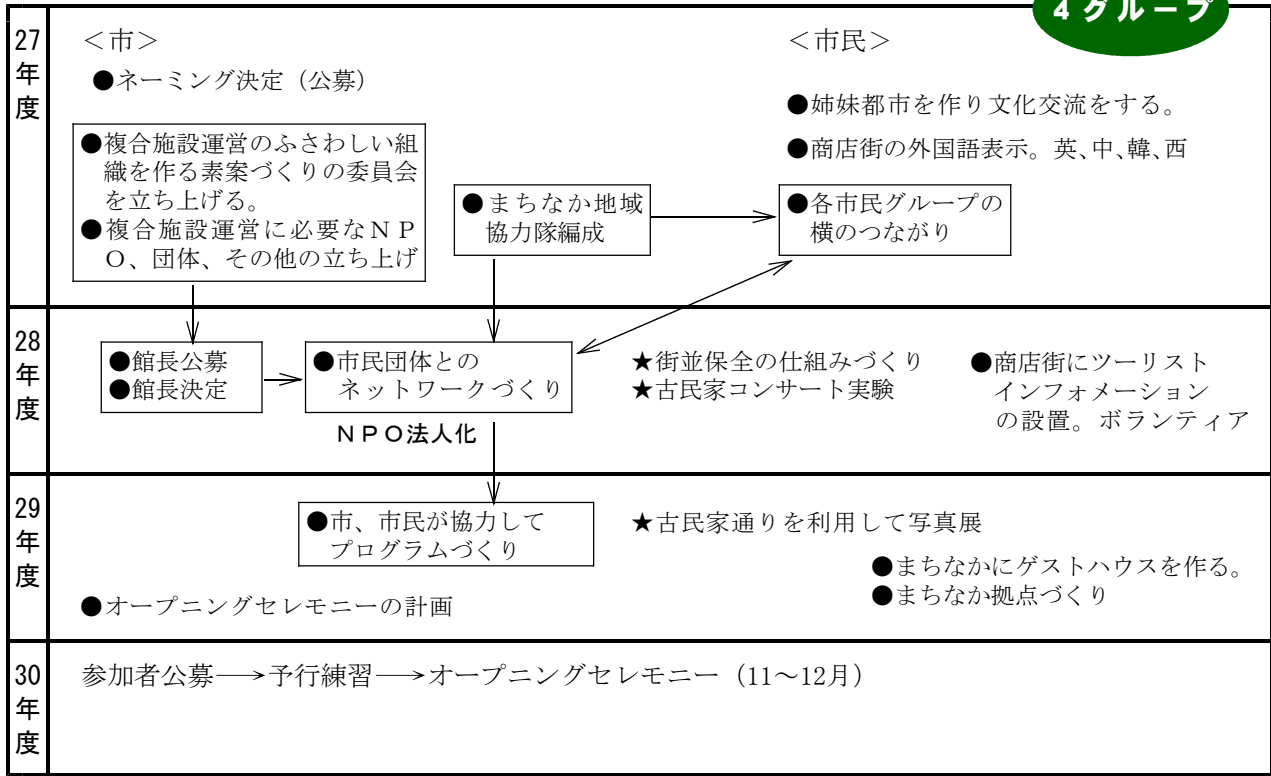 4グループ
27年度
＜市＞
●ネーミング決定（公募）
●複合施設運営のふさわしい組
織を作る素案づくりの委員会
を立ち上げる。
●複合施設運営に必要なNP
O、団体、その他の立ち上げ
●まちなか地域
協力隊編成
＜市民＞
●姉妹都市を作り文化交流をする。
●商店街の外国語表示。英、中、韓、西
●各市民グループの
横のつながり
28年度
●館長公募
●館長決定
●市民団体との
ネットワークづくり
NPO法人化
★街並保全の仕組みづくり
★古民家コンサート実験
●商店街にツーリスト
インフォメーション
の設置。ボランティア
29年度
●市、市民が協力して
プログラムづくり
★古民家通りを利用して写真展
●まちなかにゲストハウスを作る。
●まちなか拠点づくり
●オープニングセレモニーの計画
30年度
参加者公募→予行練習→オープニングセレモニー（11～12月）